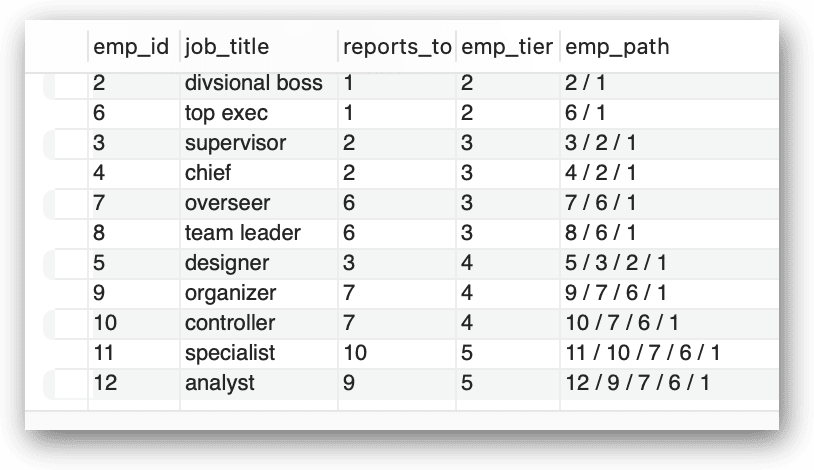 emp_id job_title reports_to emp_tier emp_path
2 divsional boss 1 2 2 / 1
6 top exec 1 2 6 / 1
3 supervisor 2 3 3 / 2 / 1
4 chief 2 3 4 / 2 / 1
7 overseer 6 3 7 / 6 / 1
8 team leader 6 3 8 / 6 / 1
5 designer 3 4 5 / 3 / 2 / 1
9 organizer 7 4 9 / 7 / 6 / 1
10 controller 7 4 10 / 7 / 6 / 1
11 specialist 10 5 11 / 10 / 7 / 6 / 1
12 analyst 9 5 12 / 9 / 7 / 6 / 1